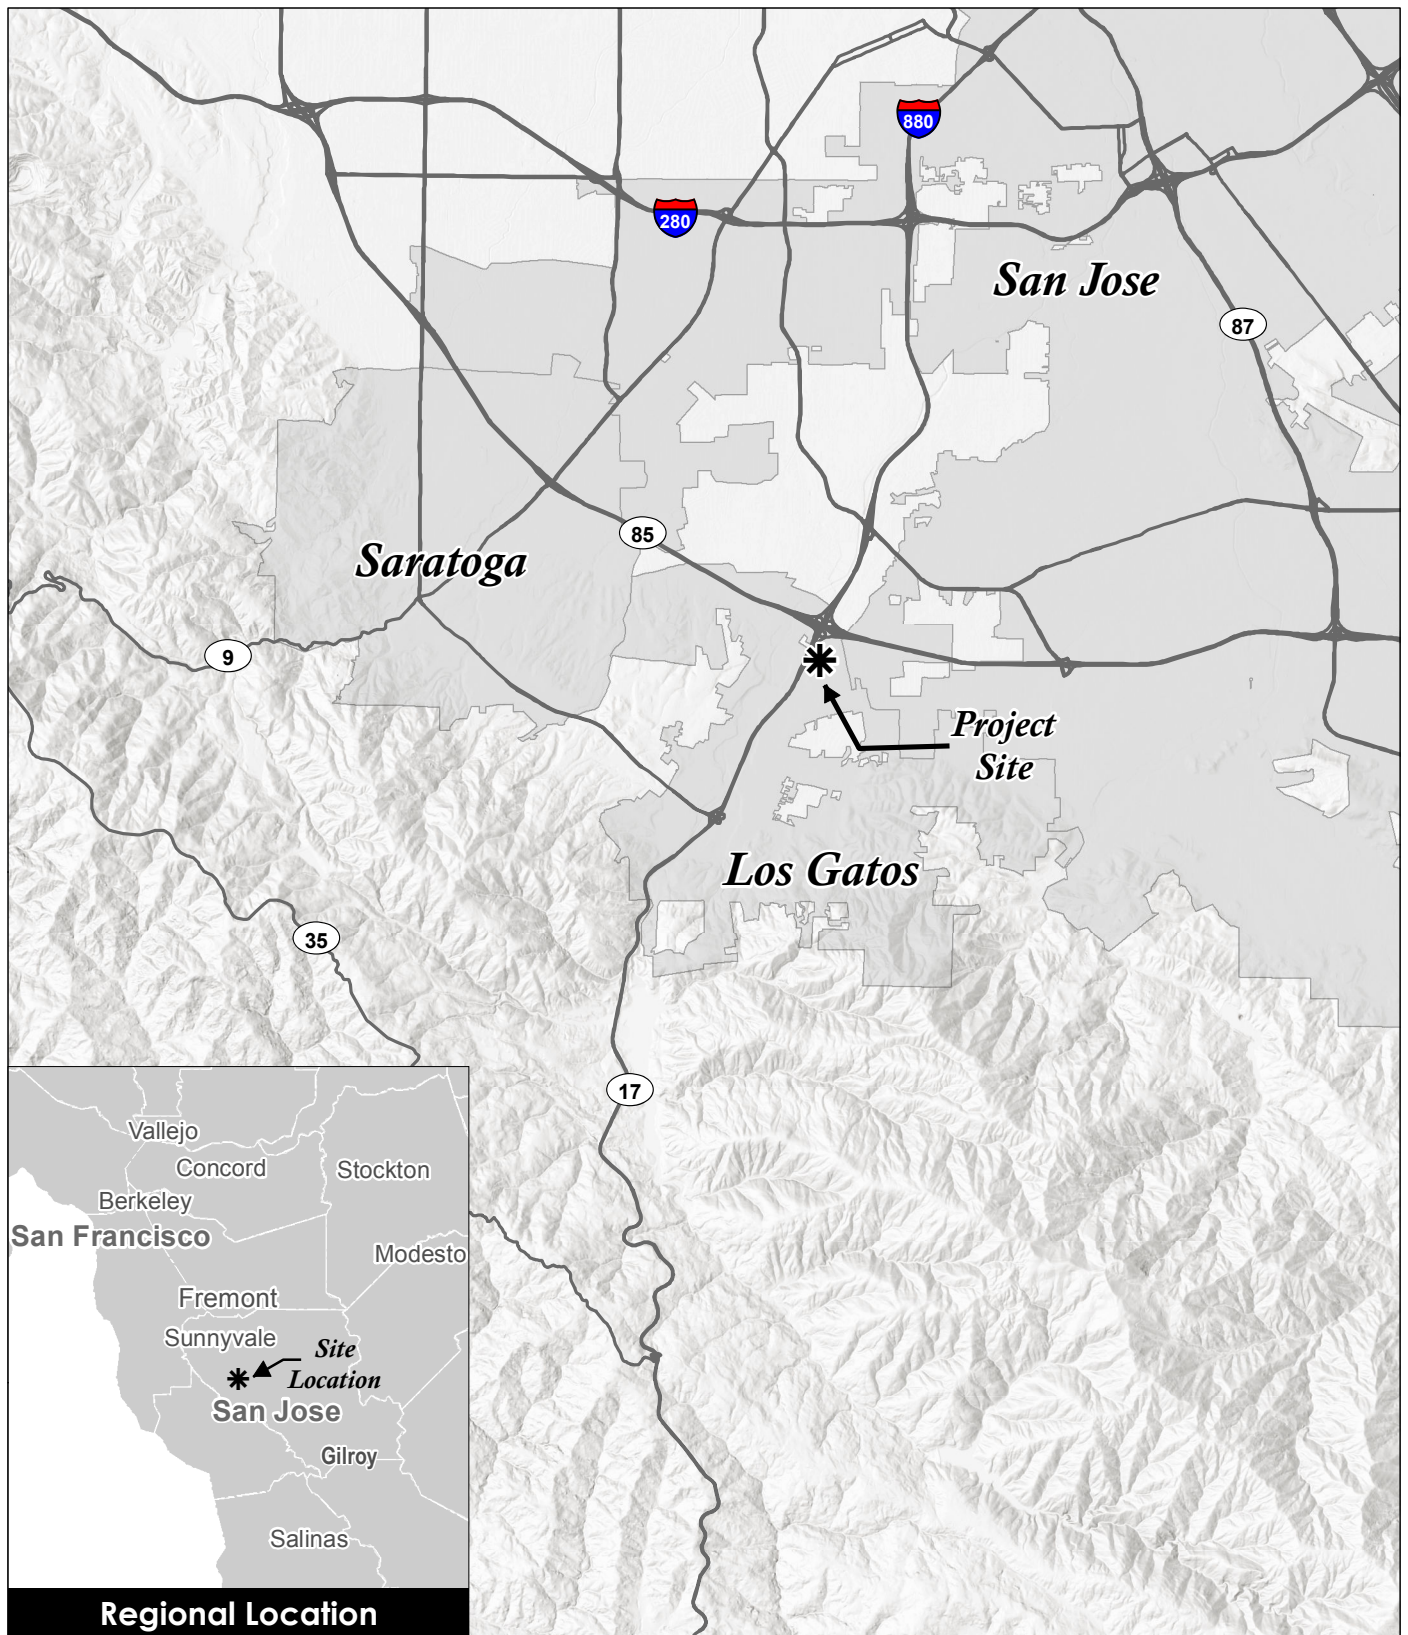 880
280
San Jose
87
85
Saratoga
9
Project
Site
Los Gatos
35
17
Vallejo
Concord
Stockton
Berkeley
San Francisco
Modesto
Fremont
Sunnyvale
Site
Location
San Jose
Gilroy
Salinas
Regional Location